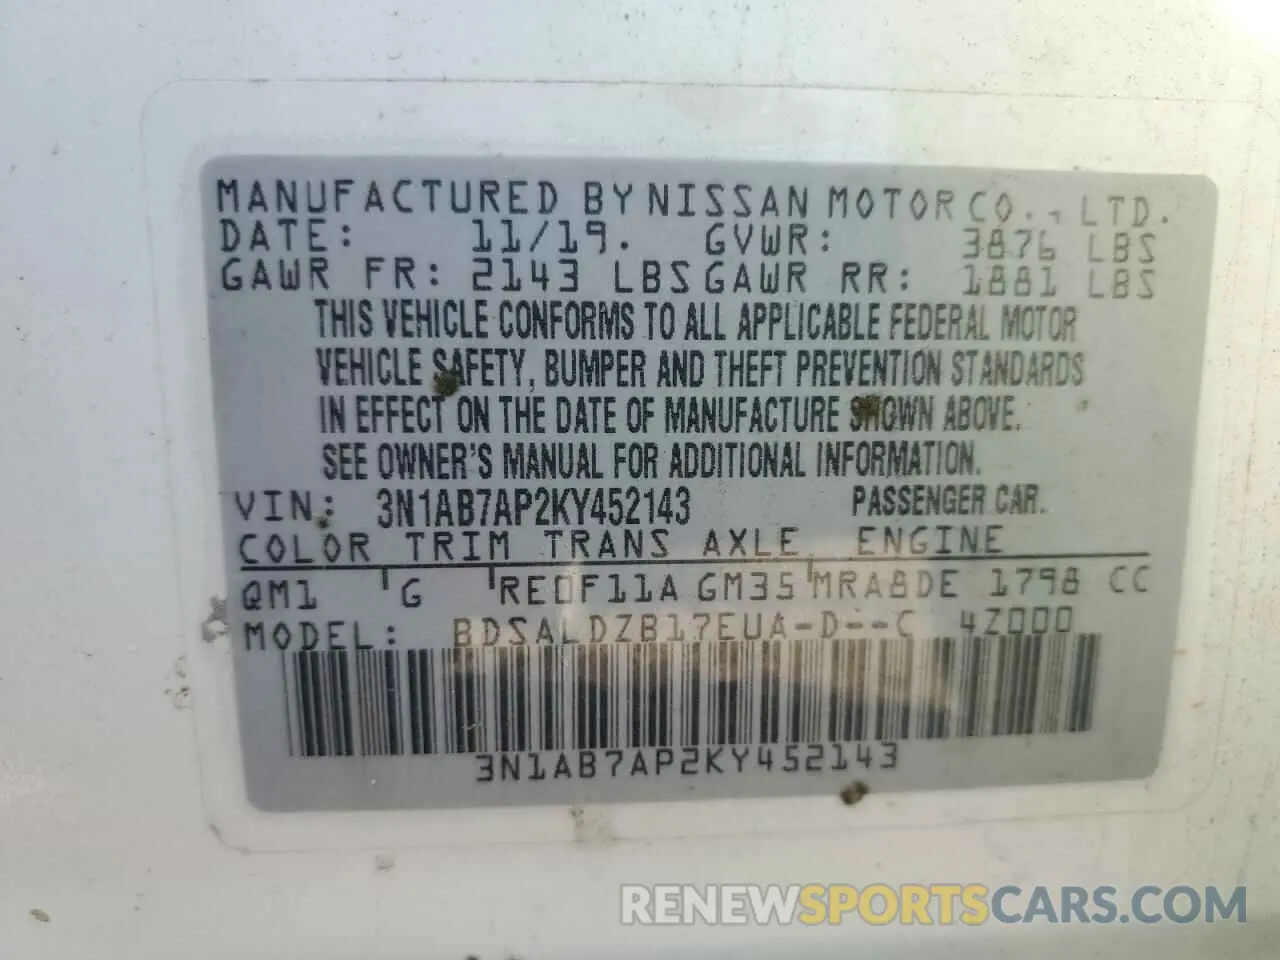 MANUFACTURED BY NISSAN MOTOR CO., LTD.
DATE: 11/19. GVWR: 3876 LBS
GAWR FR: 2143 LBS GAWR RR: 1881 LBS
THIS VEHICLE CONFORMS TO ALL APPLICABLE FEDERAL MOTOR
VEHICLE SAFETY, BUMPER AND THEFT PREVENTION STANDARDS
IN EFFECT ON THE DATE OF MANUFACTURE SHOWN ABOVE.
SEE OWNER'S MANUAL FOR ADDITIONAL INFORMATION.
VIN: 3N1AB7AP2KY452143 PASSENGER CAR.
COLOR TRIM TRANS AXLE ENGINE
QM1 G RE0F11A GM35 MRA8DE 1798 CC
MODEL: BDSALDZB17EUA-D--C 4Z000
3N1AB7AP2KY452143
RENEWSPORTSCARS.COM